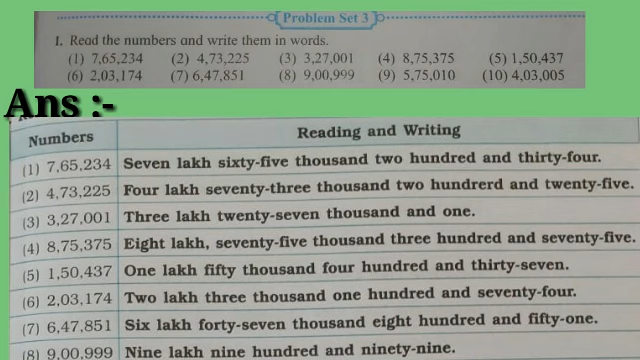 Problem Set 3
1. Read the numbers and write them in words.
(1) 7,65,234 (2) 4,73,225 (3) 3,27,001 (4) 8,75,375 (5) 1,50,437
(6) 2,03,174 (7) 6,47,851 (8) 9,00,999 (9) 5,75,010 (10) 4,03,005
Ans :-
Numbers Reading and Writing
(1) 7,65,234 Seven lakh sixty-five thousand two hundred and thirty-four.
(2) 4,73,225 Four lakh seventy-three thousand two hundrerd and twenty-five.
(3) 3,27,001 Three lakh twenty-seven thousand and one.
(4) 8,75,375 Eight lakh, seventy-five thousand three hundred and seventy-five.
(5) 1,50,437 One lakh fifty thousand four hundred and thirty-seven.
(6) 2,03,174 Two lakh three thousand one hundred and seventy-four.
(7) 6,47,851 Six lakh forty-seven thousand eight hundred and fifty-one.
(8) 9,00,999 Nine lakh nine hundred and ninety-nine.